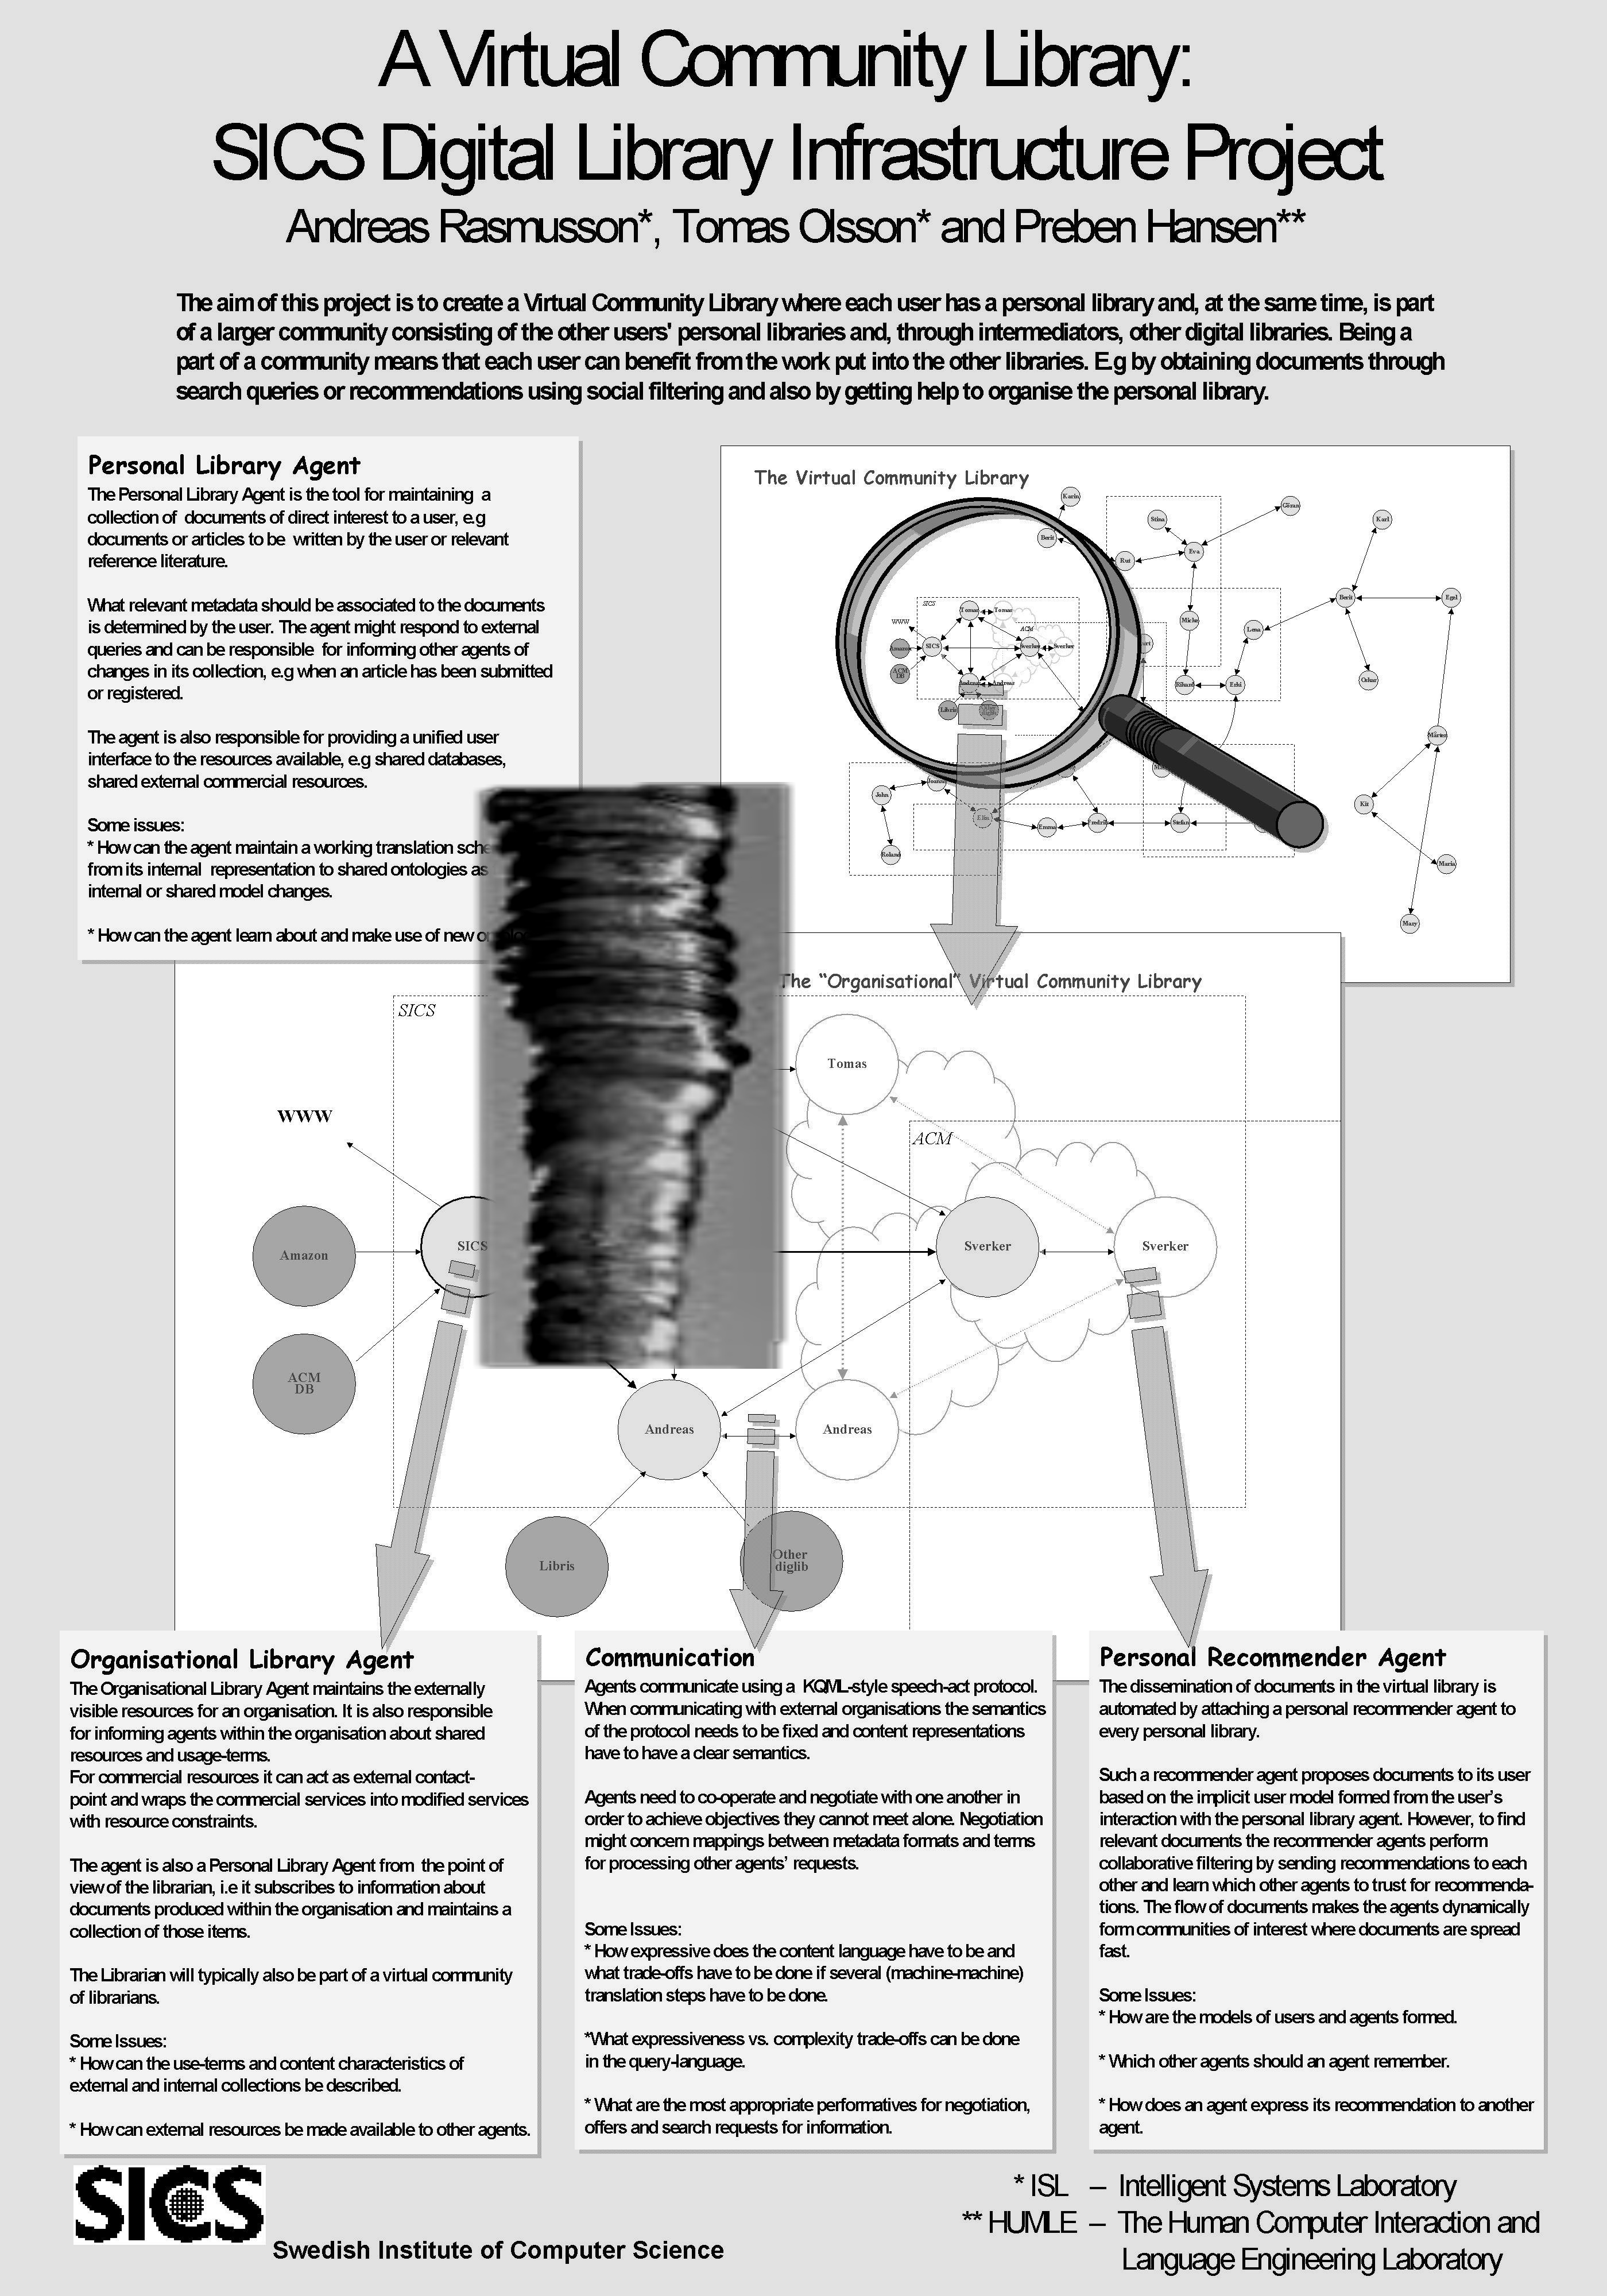 A Virtual Community Library:
SICS Digital Library Infrastructure Project
Andreas Rasmusson*, Tomas Olsson* and Preben Hansen**
The aim of this project is to create a Virtual Community Library where each user has a personal library and, at the same time, is part
of a larger community consisting of the other users' personal libraries and, through intermediators, other digital libraries. Being a
part of a community means that each user can benefit from the work put into the other libraries. E.g by obtaining documents through
search queries or recommendations using social filtering and also by getting help to organise the personal library.
Personal Library Agent
The Personal Library Agent is the tool for maintaining a
collection of documents of direct interest to a user, e.g
documents or articles to be written by the user or relevant
reference literature.
What relevant metadata should be associated to the documents
is determined by the user. The agent might respond to external
queries and can be responsible for informing other agents of
changes in its collection, e.g when an article has been submitted
or registered.
The agent is also responsible for providing a unified user
interface to the resources available, e.g shared databases,
shared external commercial resources.
Some issues:
* How can the agent maintain a working translation
from its internal representation to shared ontologies as
internal or shared model changes.
* How can the agent learn about and make use of new
The Virtual Community Library
Karin
Berit
Stina
Göran
Karl
Rut
Eva
Berit
Egel
SICS
Tomas
Tomas
WWW
ACM
Miche
Lena
Amazon
SICS
Sverker
Sverker
ACM
DB
Andreas
Andreas
Rihard
Ecki
Oskar
Libris
Mårten
John
Joanna
Elin
Emma
Fredrik
Stefan
Kit
Roland
Maria
Mary
The “Organisational” Virtual Community Library
SICS
Tomas
WWW
ACM
Amazon
SICS
Sverker
Sverker
ACM
DB
Andreas
Andreas
Libris
Other
diglib
Organisational Library Agent
The Organisational Library Agent maintains the externally
visible resources for an organisation. It is also responsible
for informing agents within the organisation about shared
resources and usage-terms.
For commercial resources it can act as external contact-
point and wraps the commercial services into modified services
with resource constraints.
The agent is also a Personal Library Agent from the point of
view of the librarian, i.e it subscribes to information about
documents produced within the organisation and maintains a
collection of those items.
The Librarian will typically also be part of a virtual community
of librarians.
Some Issues:
* How can the use-terms and content characteristics of
external and internal collections be described.
* How can external resources be made available to other agents.
Communication
Agents communicate using a KQML-style speech-act protocol.
When communicating with external organisations the semantics
of the protocol needs to be fixed and content representations
have to have a clear semantics.
Agents need to co-operate and negotiate with one another in
order to achieve objectives they cannot meet alone. Negotiation
might concern mappings between metadata formats and terms
for processing other agents’ requests.
Some Issues:
* How expressive does the content language have to be and
what trade-offs have to be done if several (machine-machine)
translation steps have to be done.
*What expressiveness vs. complexity trade-offs can be done
in the query-language.
* What are the most appropriate performatives for negotiation,
offers and search requests for information.
Personal Recommender Agent
The dissemination of documents in the virtual library is
automated by attaching a personal recommender agent to
every personal library.
Such a recommender agent proposes documents to its user
based on the implicit user model formed from the user’s
interaction with the personal library agent. However, to find
relevant documents the recommender agents perform
collaborative filtering by sending recommendations to each
other and learn which other agents to trust for recommenda-
tions. The flow of documents makes the agents dynamically
form communities of interest where documents are spread
fast.
Some Issues:
* How are the models of users and agents formed.
* Which other agents should an agent remember.
* How does an agent express its recommendation to another
agent.
SICS
Swedish Institute of Computer Science
* ISL – Intelligent Systems Laboratory
** HUMLE – The Human Computer Interaction and
Language Engineering Laboratory